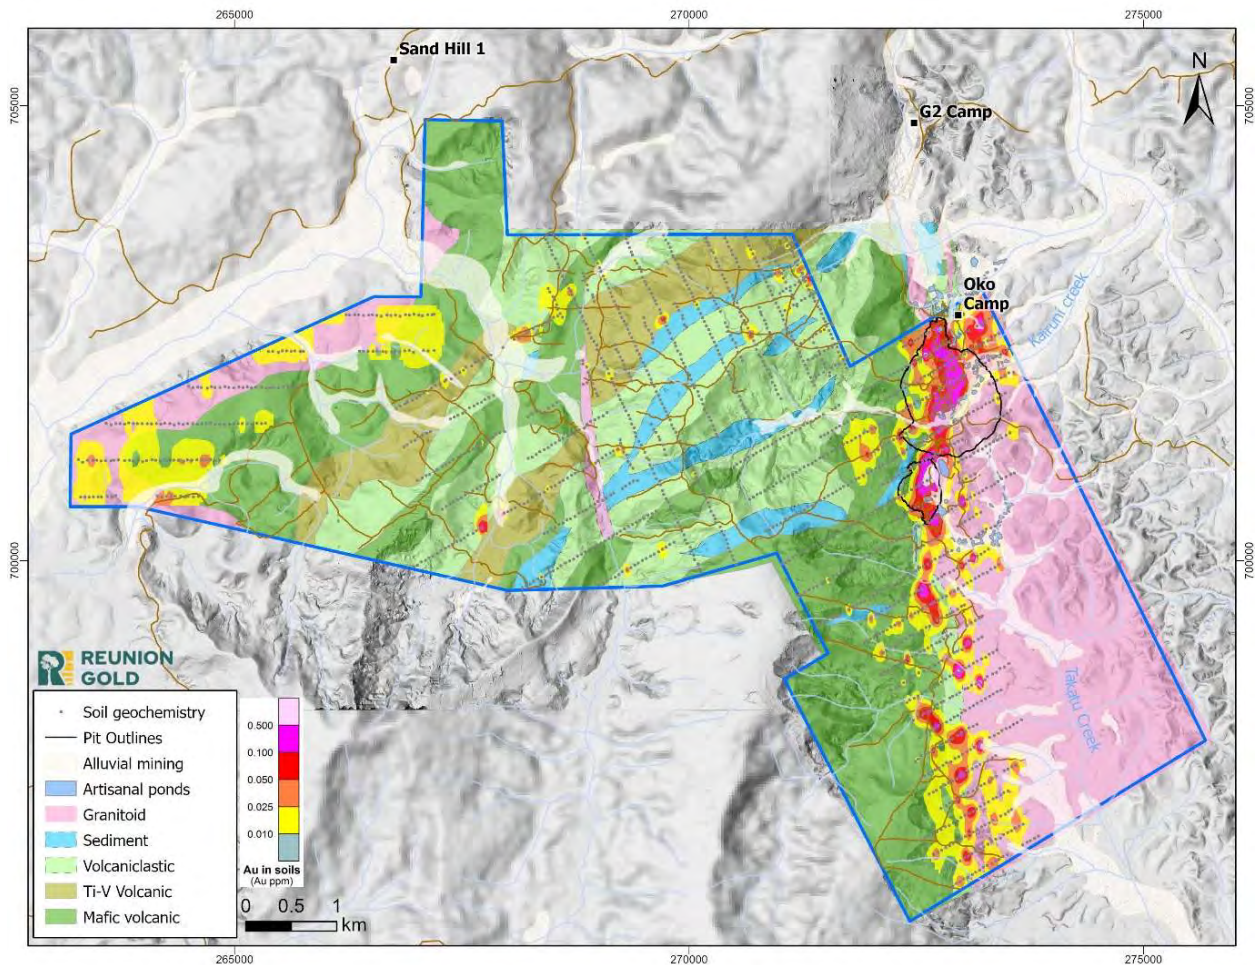 265000
270000
275000
Sand Hill 1
N
705000
705000
G2 Camp
Oko
Camp
Kairuni creek
700000
700000
Takatu Creek
REUNION
GOLD
Soil geochemistry
Pit Outlines
Alluvial mining
Artisanal ponds
Granitoid
Sediment
Volcaniclastic
Ti-V Volcanic
Mafic volcanic
0.500
0.100
0.050
0.025
0.010
Au in soils
(Au ppm)
0 0.5 1
km
265000
270000
275000